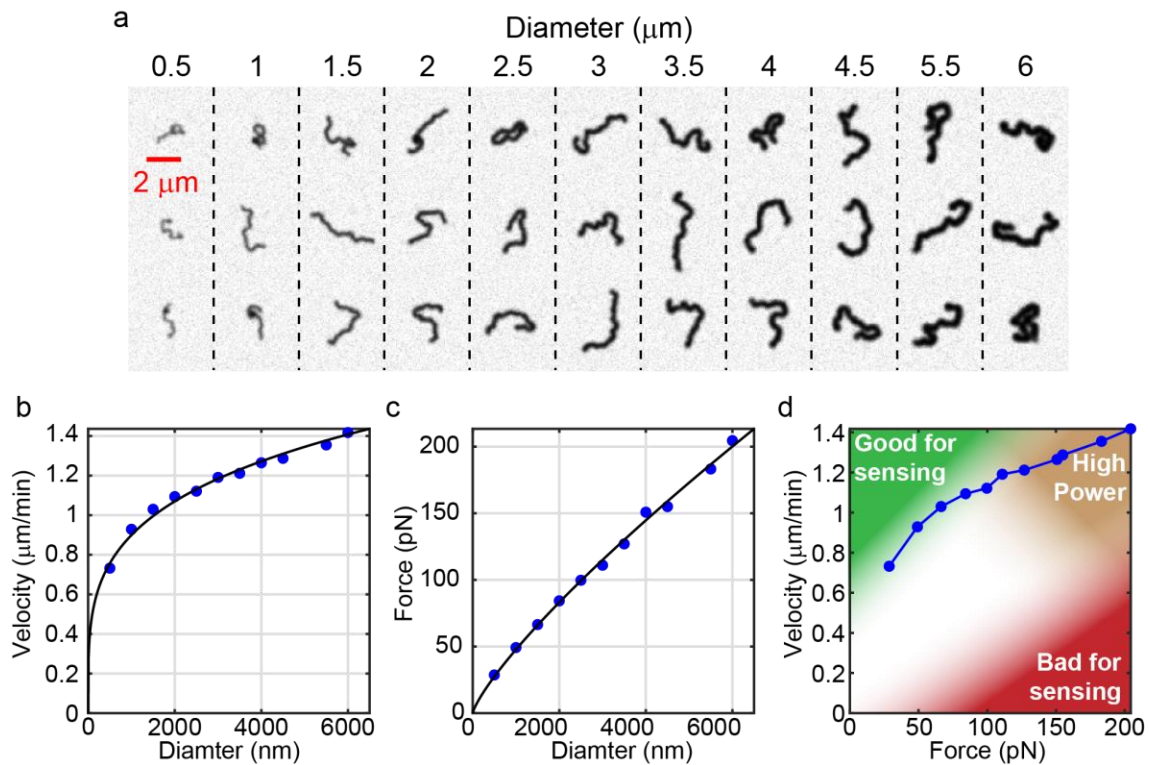 a
Diameter (μm)
0.5 1 1.5 2 2.5 3 3.5 4 4.5 5.5 6
2 μm
b
Velocity (μm/min)
1.4
1.2
1
0.8
0.6
0.4
0.2
0
0 2000 4000 6000
Diamter (nm)
c
Force (pN)
200
150
100
50
0
0 2000 4000 6000
Diamter (nm)
d
Velocity (μm/min)
1.4
1.2
1
0.8
0.6
0.4
0.2
0
Good for
sensing
High
Power
Bad for
sensing
0 50 100 150 200
Force (pN)